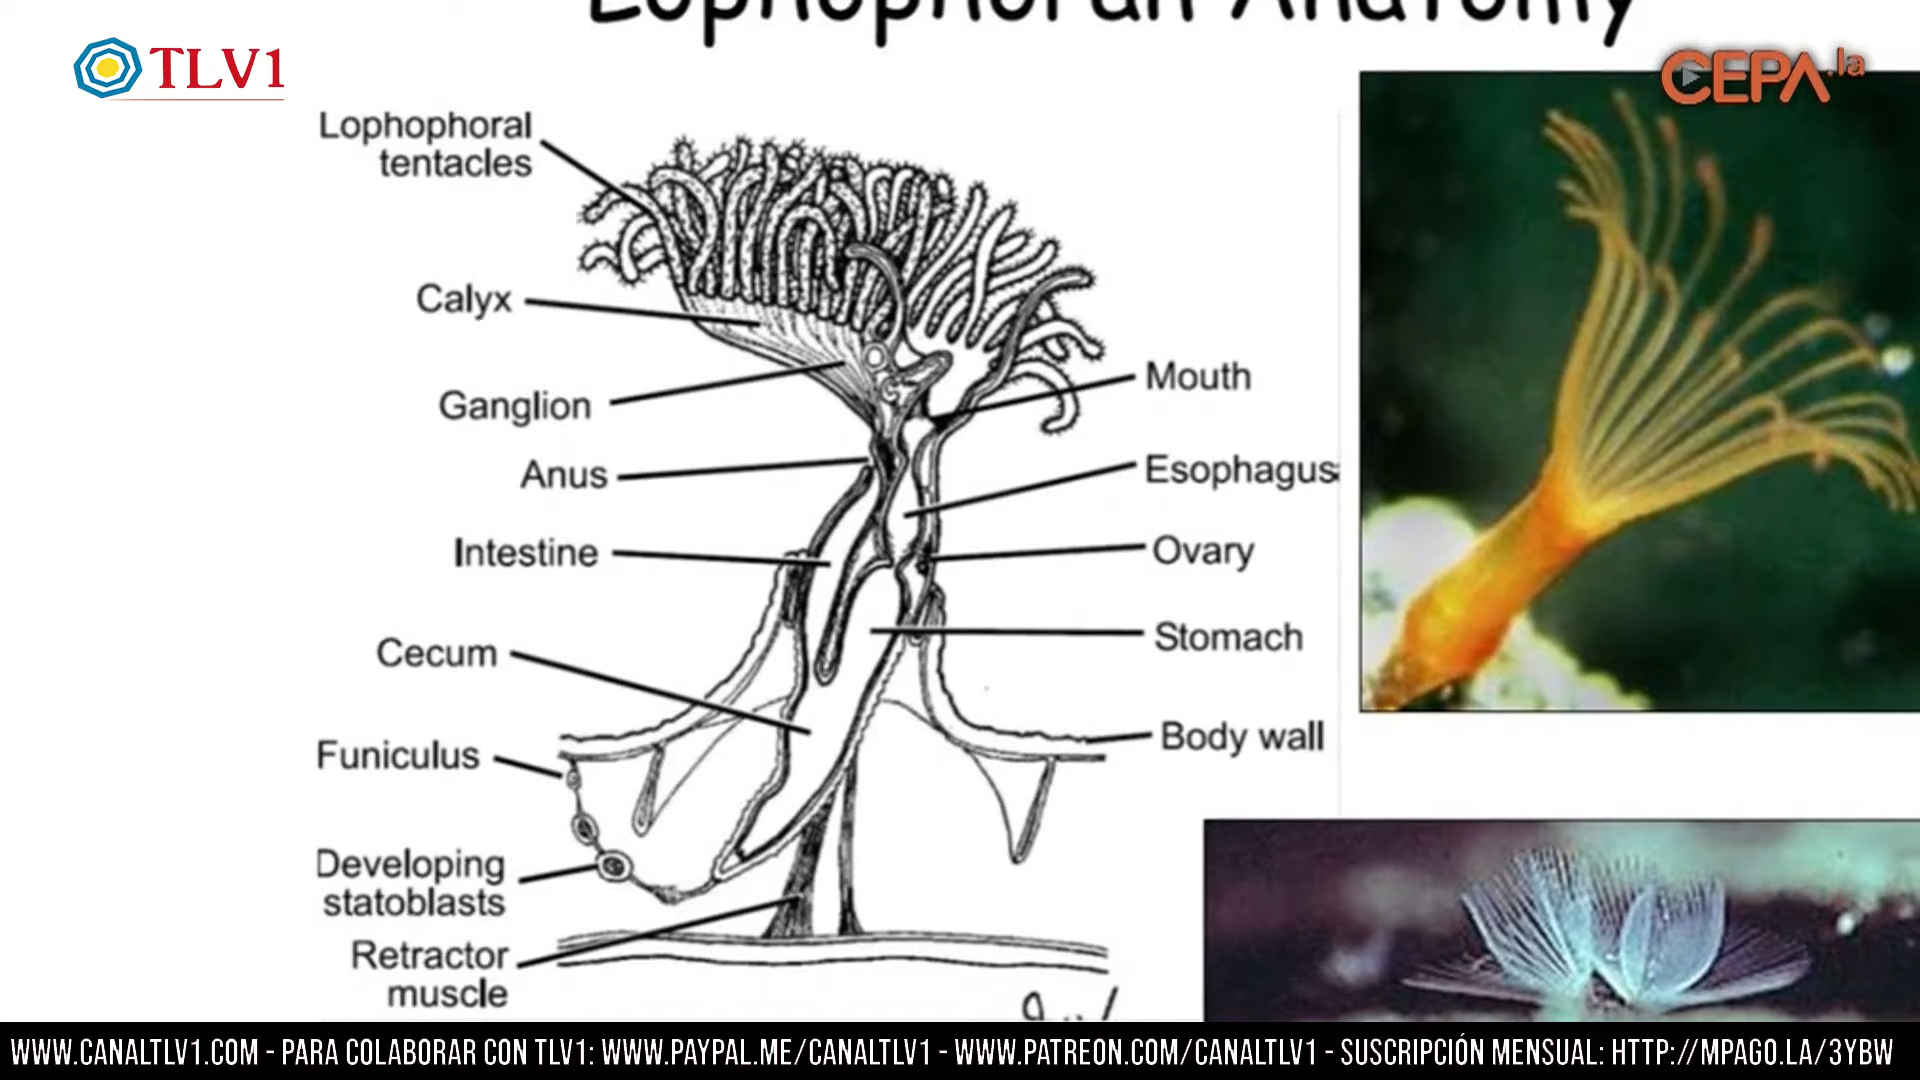 Lophophoran Anatomy
TLV1
CEPA.la
Lophophoral
tentacles
Calyx
Ganglion
Anus
Intestine
Cecum
Funiculus
Developing
statoblasts
Retractor
muscle
Mouth
Esophagus
Ovary
Stomach
Body wall
WWW.CANALTLV1.COM - PARA COLABORAR CON TLV1: WWW.PAYPAL.ME/CANALTLV1 - WWW.PATREON.COM/CANALTLV1 - SUSCRIPCIÓN MENSUAL: HTTP://MPAGO.LA/3YBW